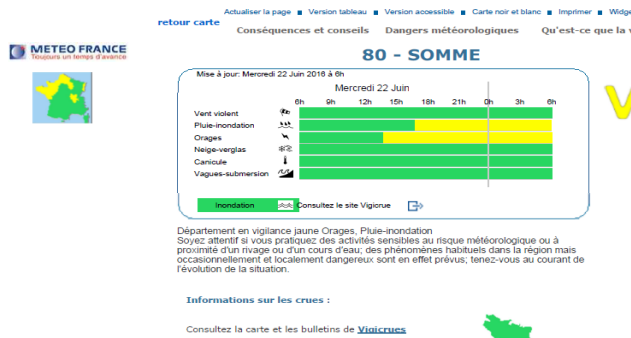 Actualiser la page Version tableau Version accessible Carte noir et blanc Imprimer
retour carte
Conséquences et conseils Dangers météorologiques Qu'est-ce que la
METEO FRANCE
Toujours un temps d'avance
80 - SOMME
Mise à jour: Mercredi 22 Juin 2016 à 6h
Mercredi 22 Juin
6h 9h 12h 15h 18h 21h 0h 3h 6h
Vent violent
Pluie-inondation
Orages
Neige-verglas
Canicule
Vagues-submersion
Inondation Consultez le site Vigicrue
Département en vigilance jaune Orages, Pluie-inondation
Soyez attentif si vous pratiquez des activités sensibles au risque météorologique ou à
proximité d'un rivage ou d'un cours d'eau; des phénomènes habituels dans la région mais
occasionnellement et localement dangereux sont en effet prévus; tenez-vous au courant de
l'évolution de la situation.
Informations sur les crues :
Consultez la carte et les bulletins de Vigicrues